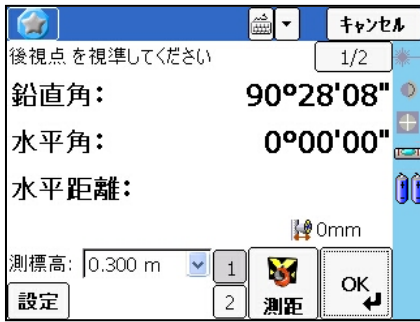 キャンセル
後視点 を視準してください 1/2
鉛直角: 90°28'08"
水平角: 0°00'00"
水平距離:
0mm
測標高: 0.300 m 1
設定 2 測距 OK